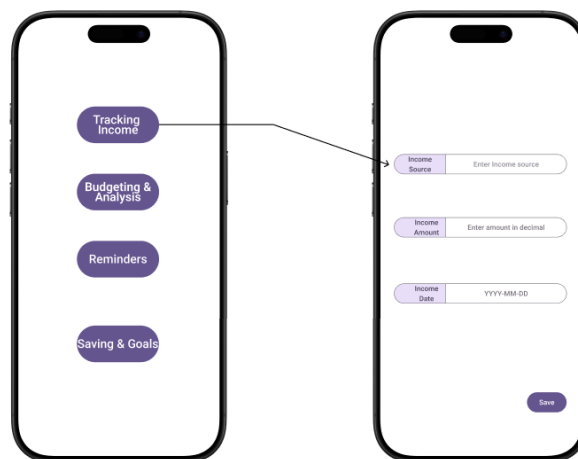 Tracking
Income
Budgeting &
Analysis
Reminders
Saving & Goals
Income
Source
Enter Income source
Income
Amount
Enter amount in decimal
Income
Date
YYYY-MM-DD
Save